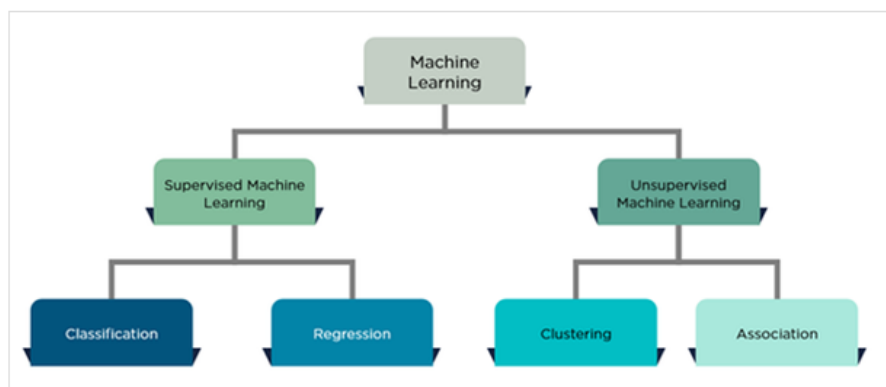 Machine
Learning
Supervised Machine
Learning
Unsupervised
Machine Learning
Classification
Regression
Clustering
Association